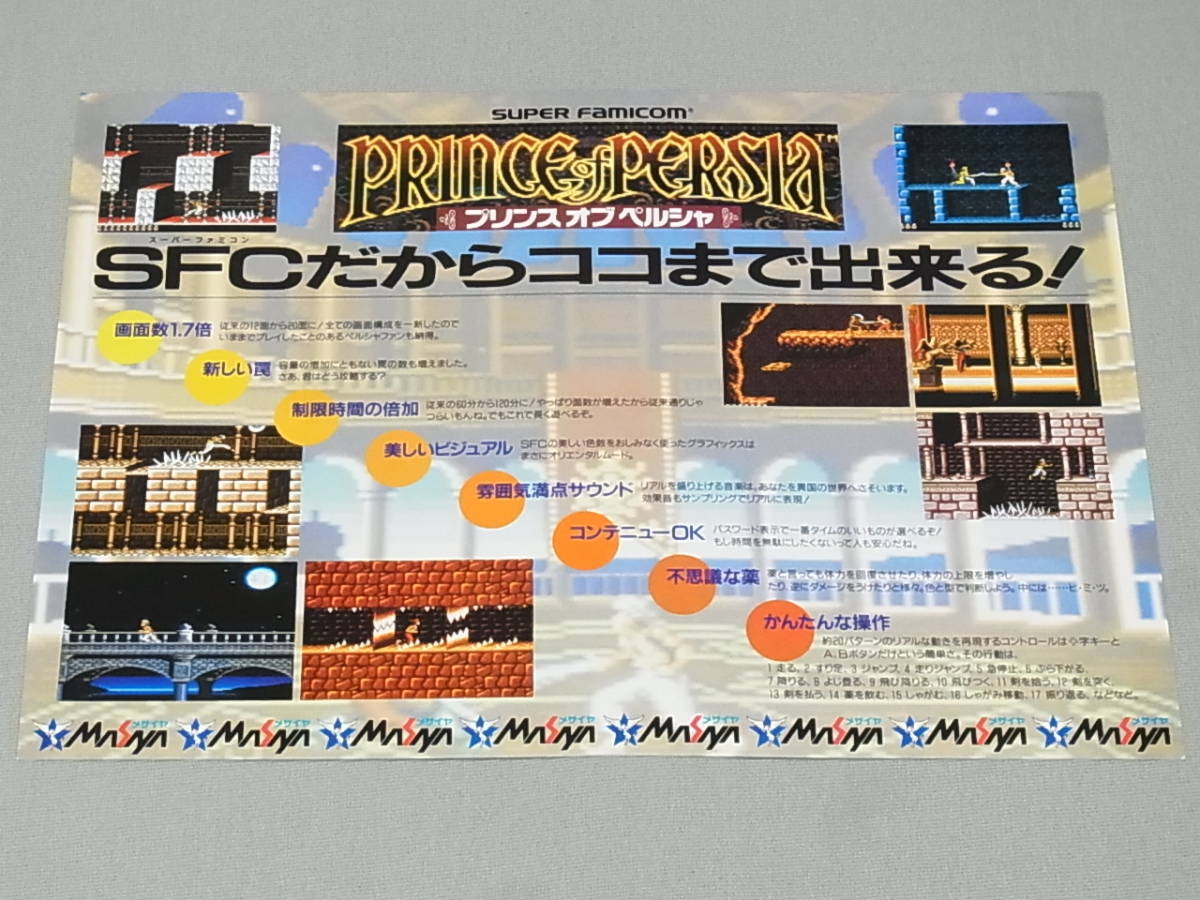 SUPER FAMICOM®
PRINCE of PERSIA™
プリンス オブ ペルシャ
スーパーファミコン
SFCだからココまで出来る!
画面数1.7倍
従来の12面から20面に!全ての画面構成を一新したので
いままでプレイしたことのあるペルシャファンも納得。
新しい罠
容量の増加にともない罠の数も増えました。
さあ、君はどう攻略する?
制限時間の倍加
従来の60分から120分に!やっぱり面数が増えたから従来通りじゃ
つらいもんね。でもこれで長く遊べるぞ。
美しいビジュアル
SFCの美しい色数をおしみなく使ったグラフィックスは
まさにオリエンタルムード。
雰囲気満点サウンド
リアルを盛り上げる音楽は、あなたを異国の世界へさそいます。
効果音もサンプリングでリアルに表現!
コンテニューOK
パスワード表示で一番タイムのいいものが選べるぞ!
もし時間を無駄にしたくないって人も安心だね。
不思議な薬
薬と言っても体力を回復させたり、体力の上限を増やし
たり、逆にダメージをうけたりと様々。色と型で判断しよう。中には……ヒ・ミ・ツ。
かんたんな操作
約20パターンのリアルな動きを再現するコントロールは✧字キーと
A、Bボタンだけという簡単さ。その行動は、
1 走る、2 すり足、3 ジャンプ、4 走りジャンプ、5 急停止、6 ぶら下がる、
7 降りる、8 よじ登る、9 飛び降りる、10 飛びつく、11 剣を拾う、12 剣を突く、
13 剣を払う、14 薬を飲む、15 しゃがむ、16 しゃがみ移動、17 振り返る、などなど。
メサイヤ MASAYA メサイヤ MASAYA メサイヤ MASAYA メサイヤ MASAYA メサイヤ MASAYA メサイヤ MASAYA メサイヤ MASAYA メサイヤ MASAYA